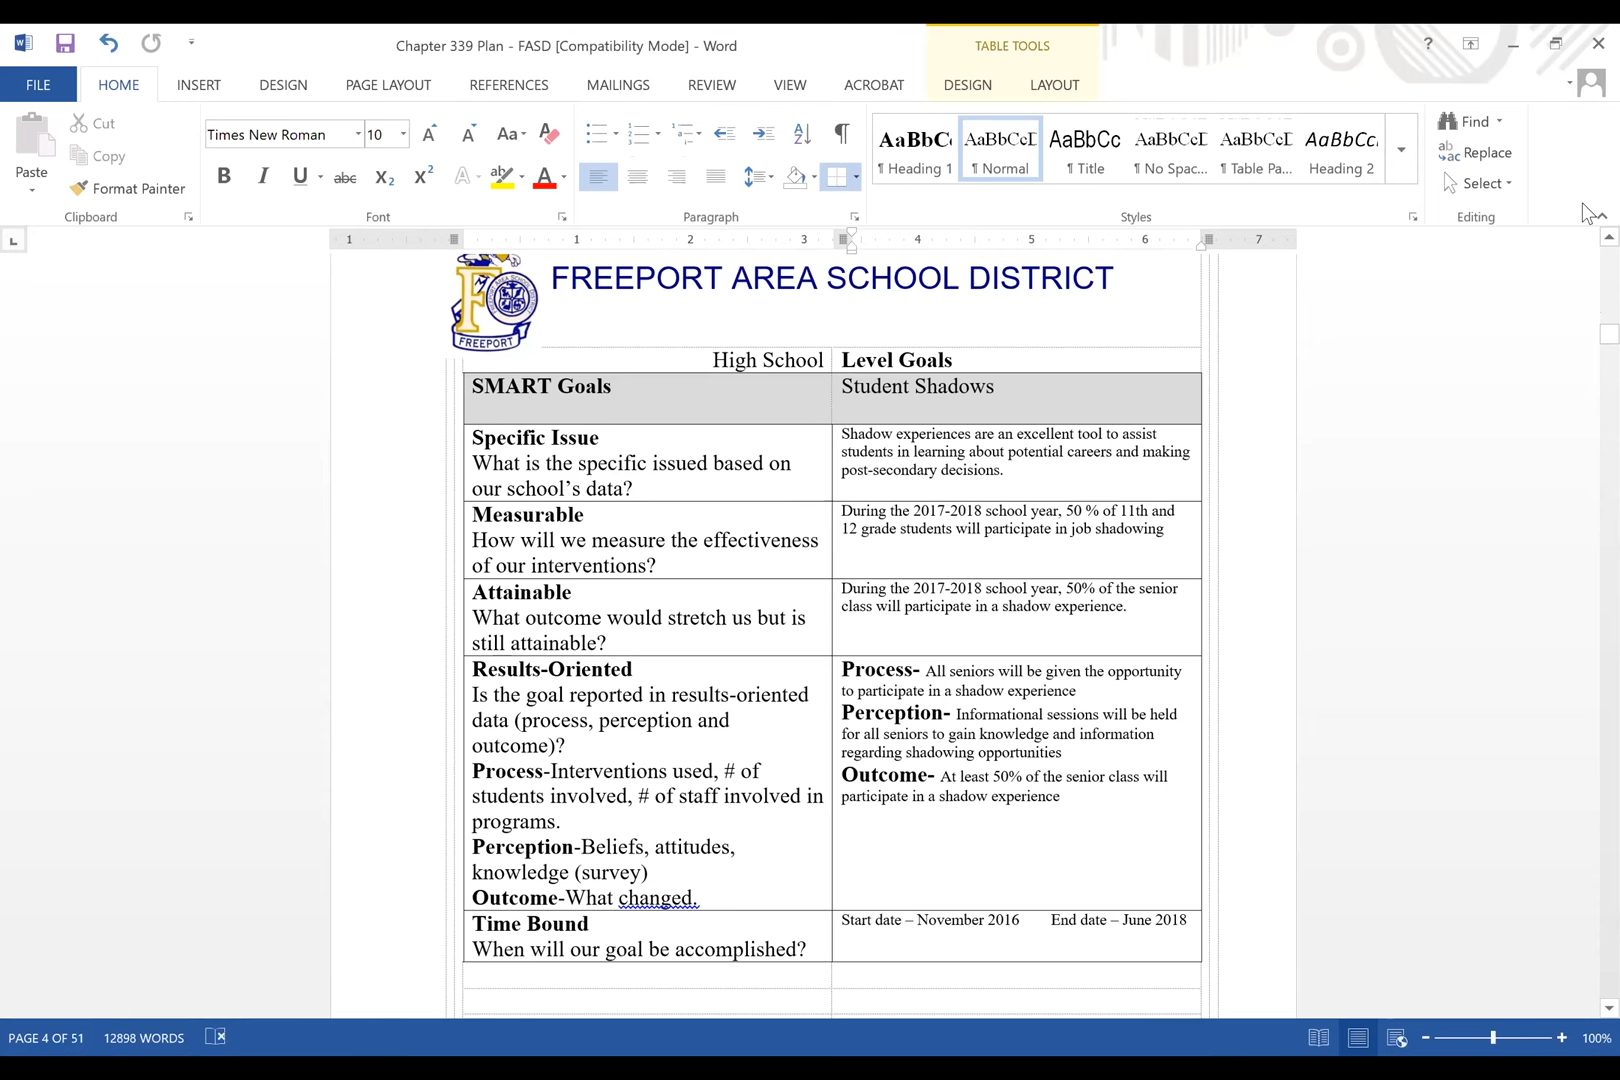 Chapter 339 Plan - FASD [Compatibility Mode] - Word
TABLE TOOLS
?
FILE
HOME
INSERT
DESIGN
PAGE LAYOUT
REFERENCES
MAILINGS
REVIEW
VIEW
ACROBAT
DESIGN
LAYOUT
Paste
Cut
Copy
Format Painter
Clipboard
Times New Roman
10
Font
Paragraph
AaBbCc
AaBbCcD
AaBbCc
AaBbCcD
AaBbCcD
AaBbCc
¶ Heading 1
¶ Normal
¶ Title
¶ No Spac...
¶ Table Pa...
Heading 2
Styles
Find
Replace
Select
Editing
1 1 2 3 4 5 6 7
FREEPORT AREA SCHOOL DISTRICT
FREEPORT
High School Level Goals
SMART Goals
Student Shadows
Specific Issue
What is the specific issued based on
our school’s data?
Shadow experiences are an excellent tool to assist
students in learning about potential careers and making
post-secondary decisions.
Measurable
How will we measure the effectiveness
of our interventions?
During the 2017-2018 school year, 50 % of 11th and
12 grade students will participate in job shadowing
Attainable
What outcome would stretch us but is
still attainable?
During the 2017-2018 school year, 50% of the senior
class will participate in a shadow experience.
Results-Oriented
Is the goal reported in results-oriented
data (process, perception and
outcome)?
Process-Interventions used, # of
students involved, # of staff involved in
programs.
Perception-Beliefs, attitudes,
knowledge (survey)
Outcome-What changed.
Process- All seniors will be given the opportunity
to participate in a shadow experience
Perception- Informational sessions will be held
for all seniors to gain knowledge and information
regarding shadowing opportunities
Outcome- At least 50% of the senior class will
participate in a shadow experience
Time Bound
When will our goal be accomplished?
Start date – November 2016 End date – June 2018
PAGE 4 OF 51
12898 WORDS
100%